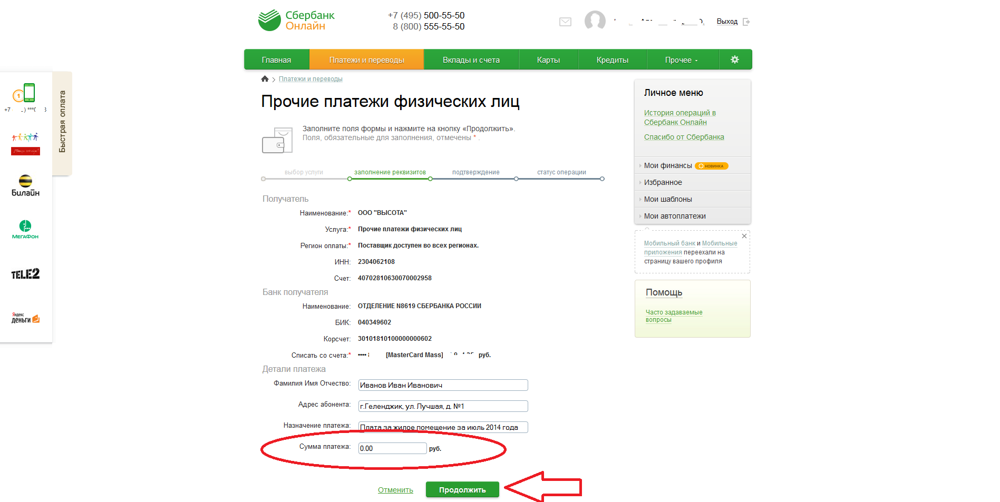 Сбербанк
Онлайн
+7 (495) 500-55-50
8 (800) 555-55-50
Выход
Главная
Платежи и переводы
Вклады и счета
Карты
Кредиты
Прочее
Платежи и переводы
Прочие платежи физических лиц
Заполните поля формы и нажмите на кнопку «Продолжить».
Поля, обязательные для заполнения, отмечены * .
выбор услуги
заполнение реквизитов
подтверждение
статус операции
Получатель
Наименование:* ООО "ВЫСОТА"
Услуга:* Прочие платежи физических лиц
Регион оплаты:* Поставщик доступен во всех регионах.
ИНН: 2304062108
Счет: 40702810630070002958
Банк получателя
Наименование: ОТДЕЛЕНИЕ N8619 СБЕРБАНКА РОССИИ
БИК: 040349602
Корсчет: 30101810100000000602
Списать со счета:* •••• [MasterCard Mass] руб.
Детали платежа
Фамилия Имя Отчество: Иванов Иван Иванович
Адрес абонента: г.Геленджик, ул. Лучшая, д. №1
Назначение платежа: Плата за жилое помещение за июль 2014 года
Сумма платежа: 0.00 руб.
Отменить
Продолжить
Личное меню
История операций в
Сбербанк Онлайн
Спасибо от Сбербанка
Мои финансы НОВИНКА
Избранное
Мои шаблоны
Мои автоплатежи
Мобильный банк и Мобильные
приложения переехали на
страницу вашего профиля
Помощь
Часто задаваемые
вопросы
Быстрая оплата
1
+7
Билайн
МЕГАФОН
TELE2
Яндекс
деньги